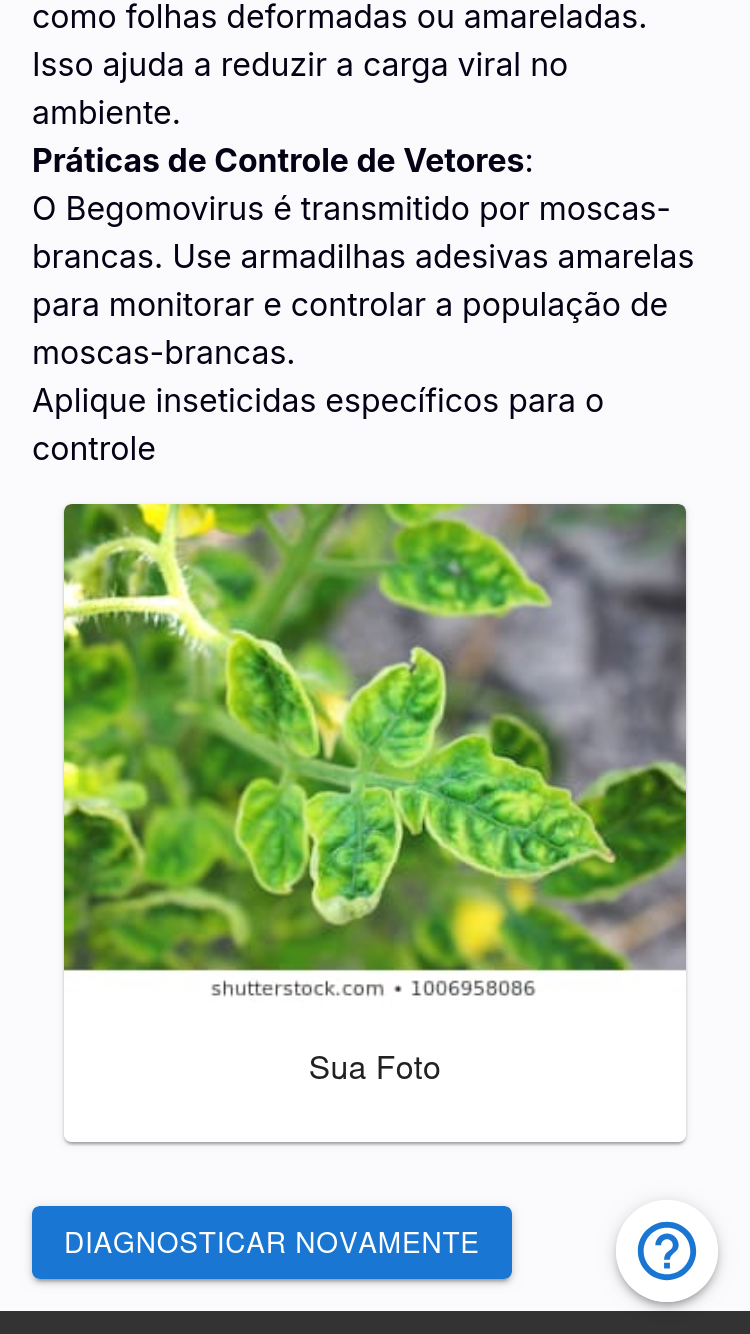 como folhas deformadas ou amareladas.
Isso ajuda a reduzir a carga viral no
ambiente.
Práticas de Controle de Vetores:
O Begomovirus é transmitido por moscas-
brancas. Use armadilhas adesivas amarelas
para monitorar e controlar a população de
moscas-brancas.
Aplique inseticidas específicos para o
controle
shutterstock.com • 1006958086
Sua Foto
DIAGNOSTICAR NOVAMENTE
?